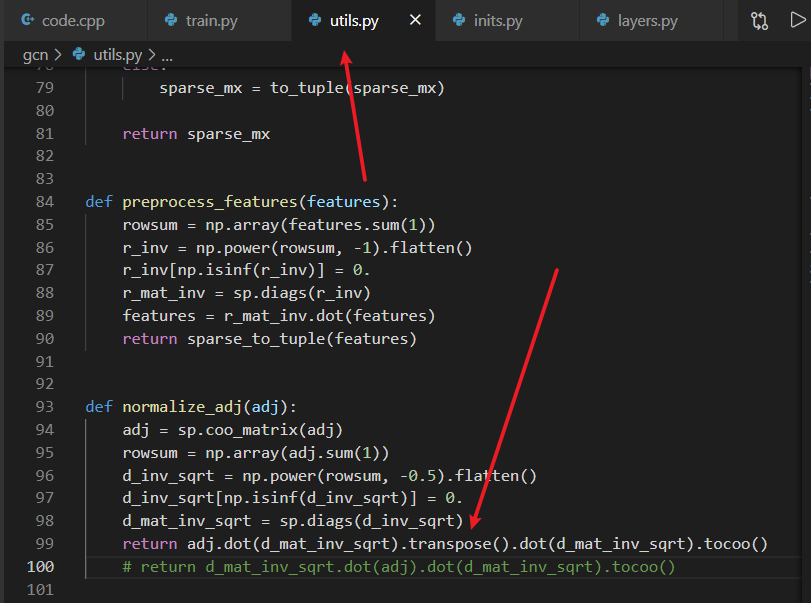 code.cpp train.py utils.py × inits.py layers.py
gcn > utils.py > ...
78 else:
79 sparse_mx = to_tuple(sparse_mx)
80
81 return sparse_mx
82
83
84 def preprocess_features(features):
85 rowsum = np.array(features.sum(1))
86 r_inv = np.power(rowsum, -1).flatten()
87 r_inv[np.isinf(r_inv)] = 0.
88 r_mat_inv = sp.diags(r_inv)
89 features = r_mat_inv.dot(features)
90 return sparse_to_tuple(features)
91
92
93 def normalize_adj(adj):
94 adj = sp.coo_matrix(adj)
95 rowsum = np.array(adj.sum(1))
96 d_inv_sqrt = np.power(rowsum, -0.5).flatten()
97 d_inv_sqrt[np.isinf(d_inv_sqrt)] = 0.
98 d_mat_inv_sqrt = sp.diags(d_inv_sqrt)
99 return adj.dot(d_mat_inv_sqrt).transpose().dot(d_mat_inv_sqrt).tocoo()
100 # return d_mat_inv_sqrt.dot(adj).dot(d_mat_inv_sqrt).tocoo()
101